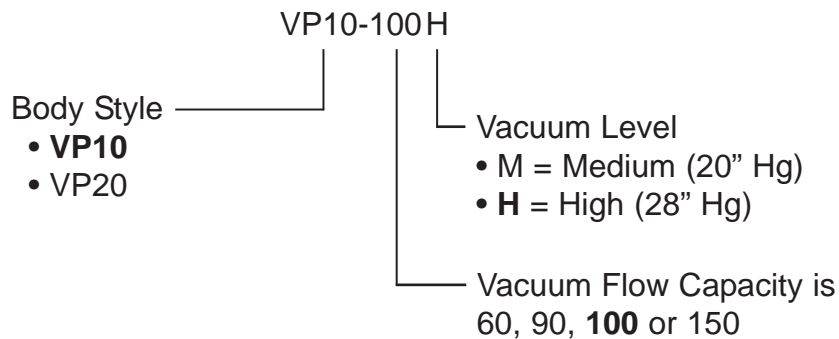 VP10-100H
Body Style
• VP10
• VP20
Vacuum Level
• M = Medium (20” Hg)
• H = High (28” Hg)
Vacuum Flow Capacity is
60, 90, 100 or 150